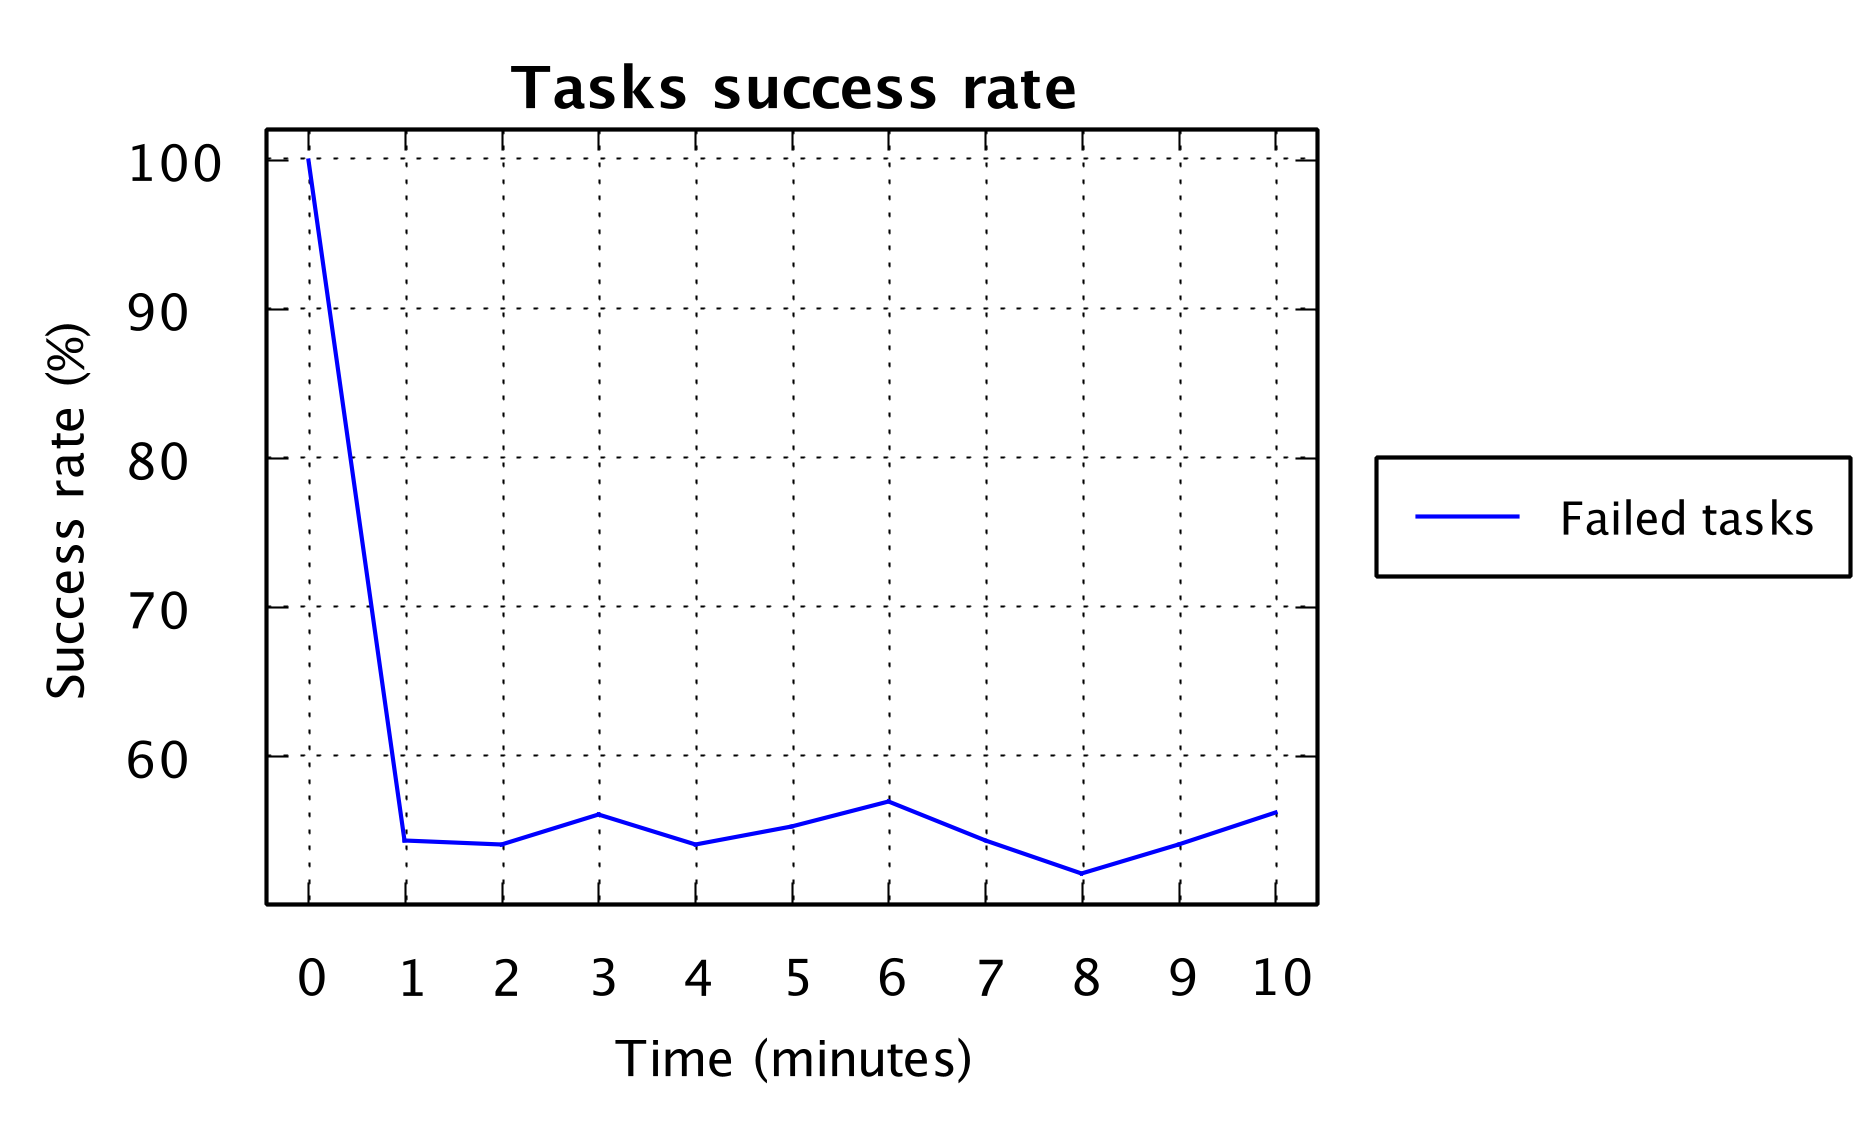 Tasks success rate
100
90
80
70
60
Success rate (%)
Failed tasks
0 1 2 3 4 5 6 7 8 9 10
Time (minutes)